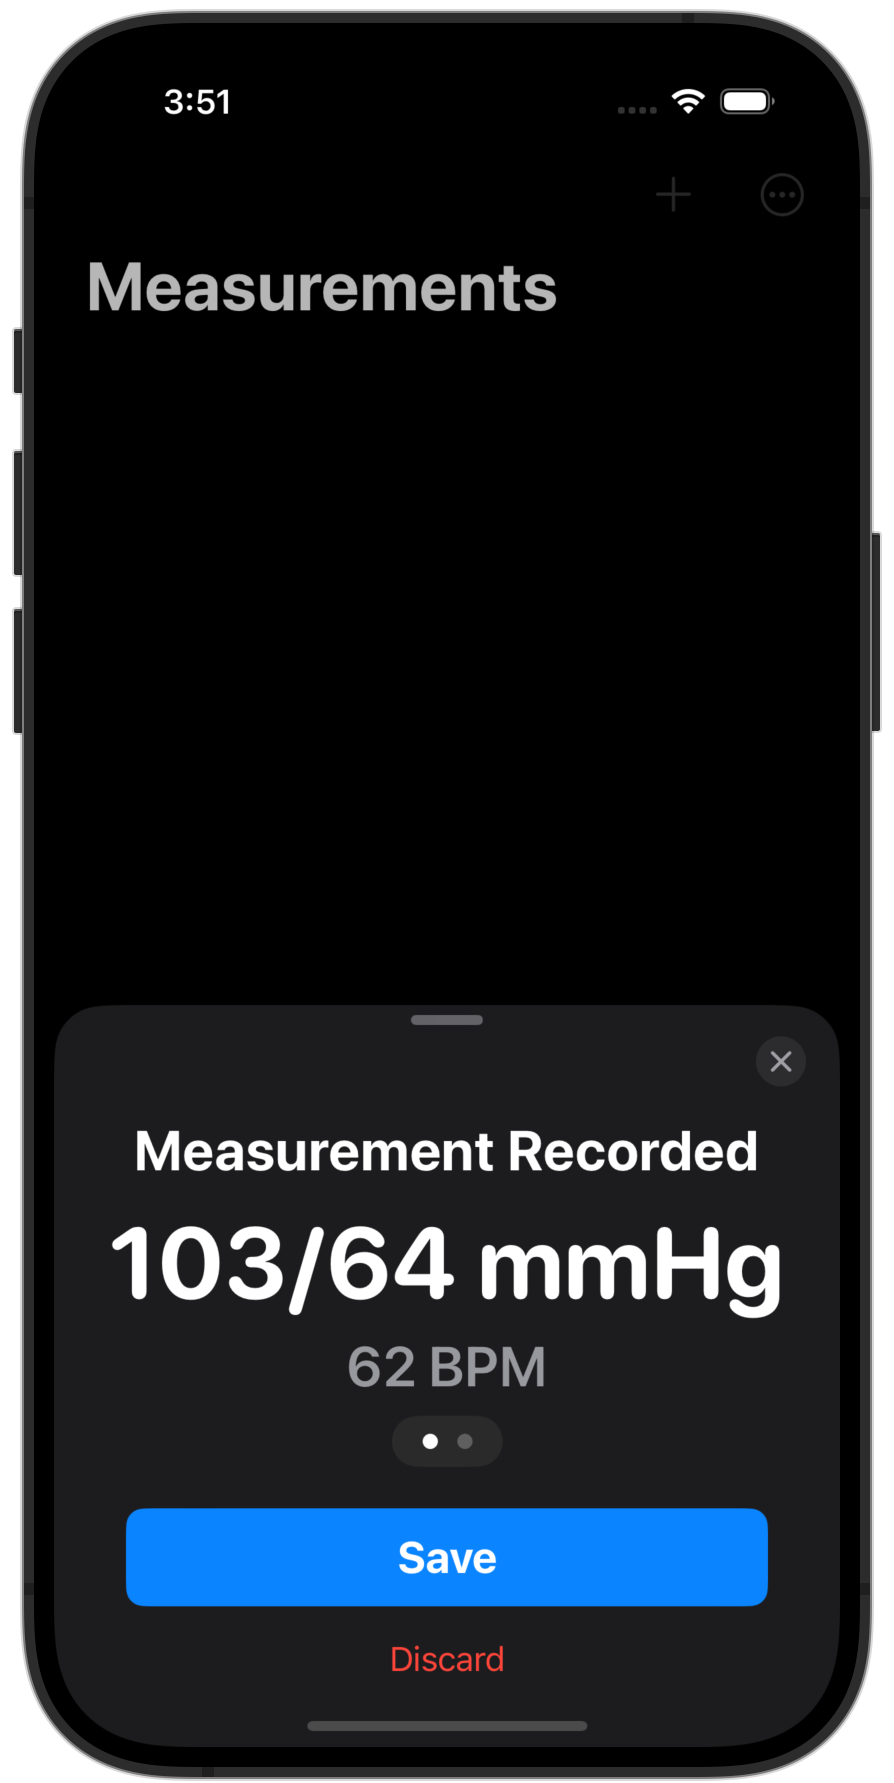 3:51
Measurements
Measurement Recorded
103/64 mmHg
62 BPM
Save
Discard